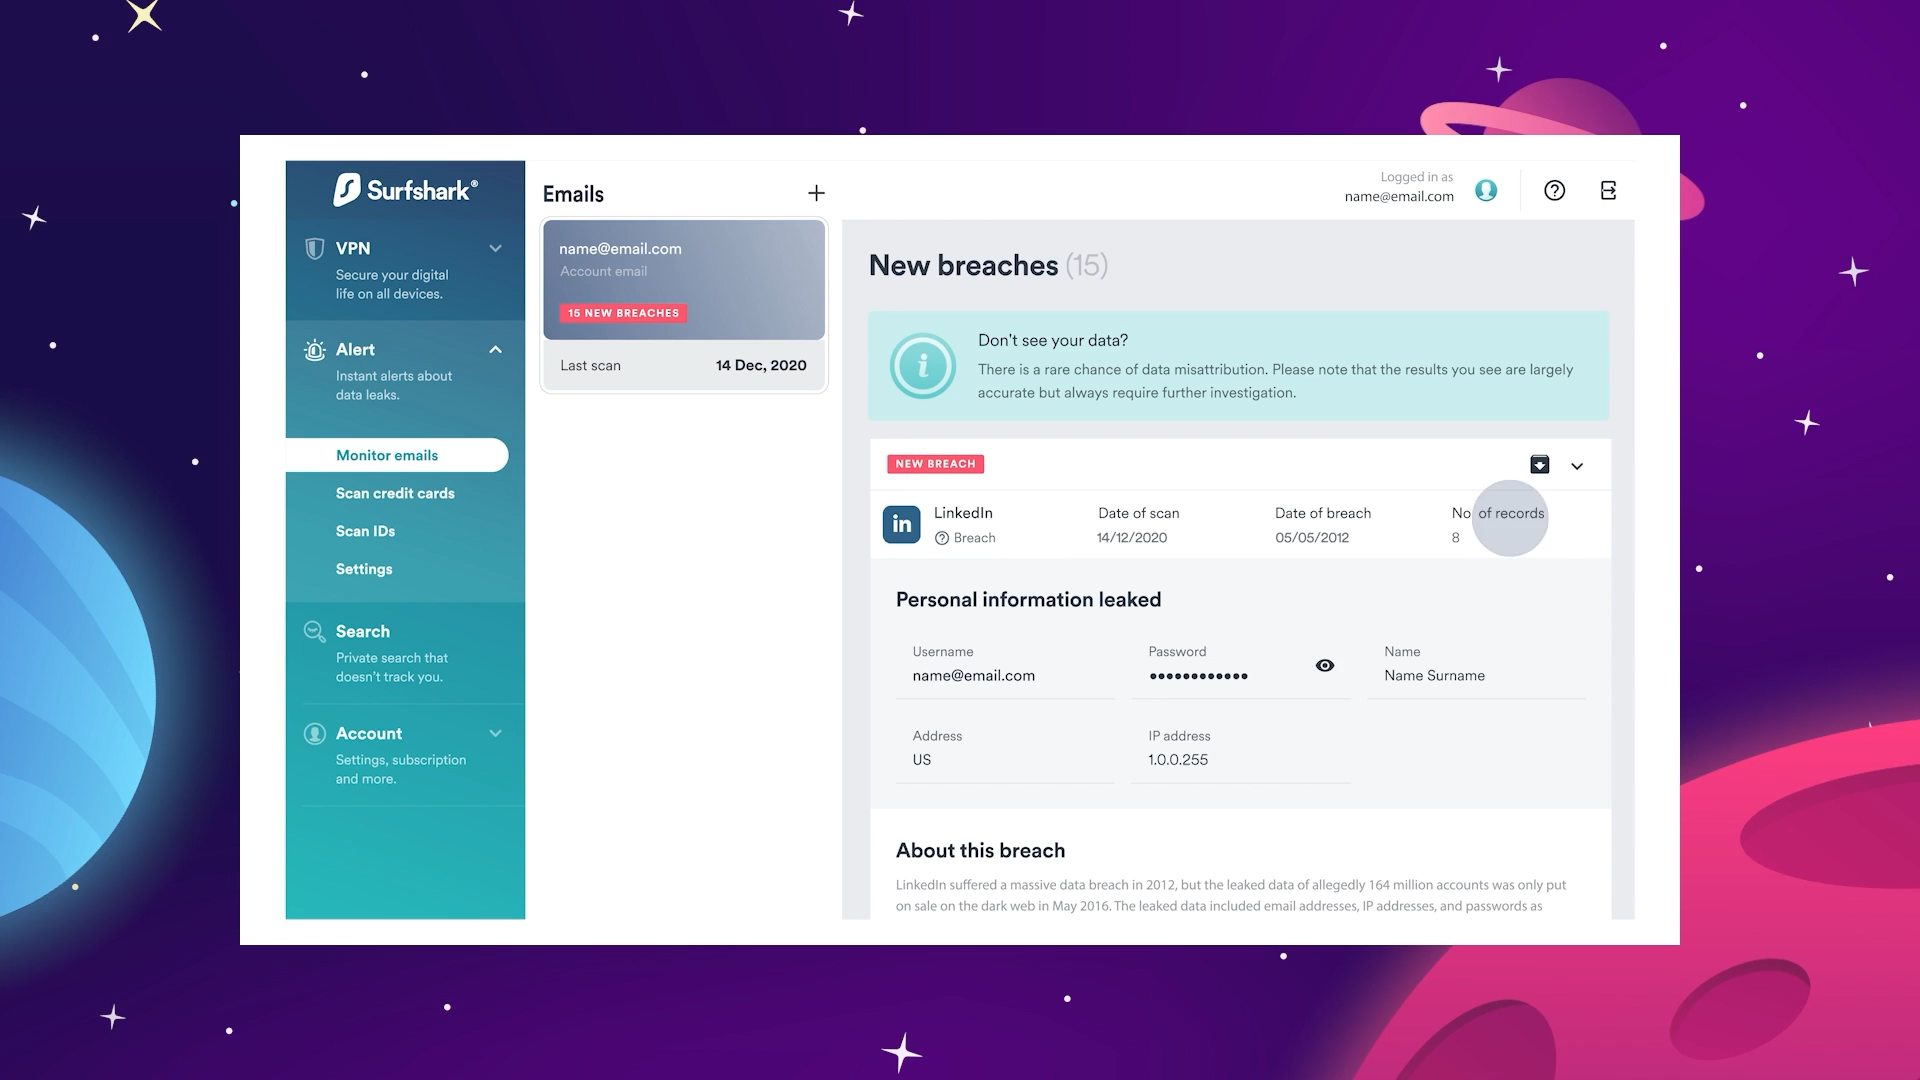 Surfshark®
VPN
Secure your digital
life on all devices.
Alert
Instant alerts about
data leaks.
Monitor emails
Scan credit cards
Scan IDs
Settings
Search
Private search that
doesn't track you.
Account
Settings, subscription
and more.
Emails
name@email.com
Account email
15 NEW BREACHES
Last scan 14 Dec, 2020
Logged in as
name@email.com
New breaches (15)
Don't see your data?
There is a rare chance of data misattribution. Please note that the results you see are largely
accurate but always require further investigation.
NEW BREACH
in LinkedIn Date of scan Date of breach No of records
Breach 14/12/2020 05/05/2012 8
Personal information leaked
Username Password Name
name@email.com •••••••••••• Name Surname
Address IP address
US 1.0.0.255
About this breach
LinkedIn suffered a massive data breach in 2012, but the leaked data of allegedly 164 million accounts was only put
on sale on the dark web in May 2016. The leaked data included email addresses, IP addresses, and passwords as